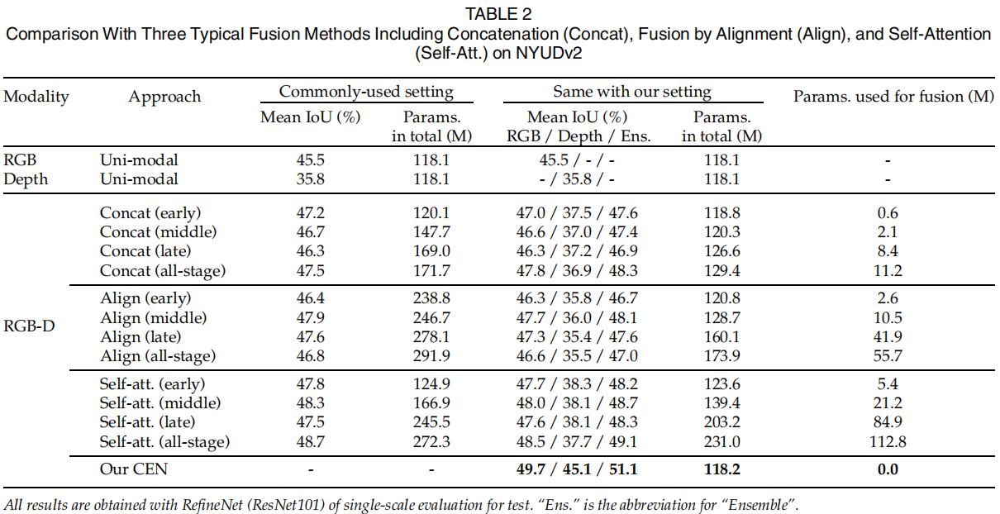 TABLE 2
Comparison With Three Typical Fusion Methods Including Concatenation (Concat), Fusion by Alignment (Align), and Self-Attention
(Self-Att.) on NYUDv2
Modality Approach Commonly-used setting Same with our setting Params. used for fusion (M)
Mean IoU (%) Params. Mean IoU (%) Params.
in total (M) RGB / Depth / Ens. in total (M)
RGB Uni-modal 45.5 118.1 45.5 / - / - 118.1 -
Depth Uni-modal 35.8 118.1 - / 35.8 / - 118.1 -
Concat (early) 47.2 120.1 47.0 / 37.5 / 47.6 118.8 0.6
Concat (middle) 46.7 147.7 46.6 / 37.0 / 47.4 120.3 2.1
Concat (late) 46.3 169.0 46.3 / 37.2 / 46.9 126.6 8.4
Concat (all-stage) 47.5 171.7 47.8 / 36.9 / 48.3 129.4 11.2
Align (early) 46.4 238.8 46.3 / 35.8 / 46.7 120.8 2.6
Align (middle) 47.9 246.7 47.7 / 36.0 / 48.1 128.7 10.5
RGB-D
Align (late) 47.6 278.1 47.3 / 35.4 / 47.6 160.1 41.9
Align (all-stage) 46.8 291.9 46.6 / 35.5 / 47.0 173.9 55.7
Self-att. (early) 47.8 124.9 47.7 / 38.3 / 48.2 123.6 5.4
Self-att. (middle) 48.3 166.9 48.0 / 38.1 / 48.7 139.4 21.2
Self-att. (late) 47.5 245.5 47.6 / 38.1 / 48.3 203.2 84.9
Self-att. (all-stage) 48.7 272.3 48.5 / 37.7 / 49.1 231.0 112.8
Our CEN - - 49.7 / 45.1 / 51.1 118.2 0.0
All results are obtained with RefineNet (ResNet101) of single-scale evaluation for test. “Ens.” is the abbreviation for “Ensemble”.